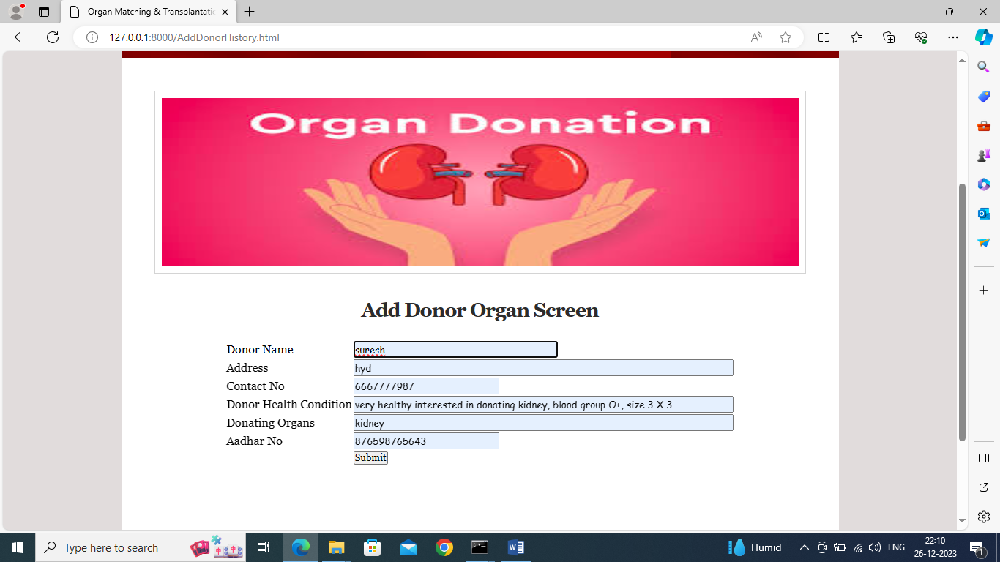 Organ Matching & Transplantatic
127.0.0.1:8000/AddDonorHistory.html
Organ Donation
Add Donor Organ Screen
Donor Name suresh
Address hyd
Contact No 6667777987
Donor Health Condition very healthy interested in donating kidney, blood group O+, size 3 X 3
Donating Organs kidney
Aadhar No 876598765643
Submit
Type here to search
Humid
ENG
22:10
26-12-2023
1